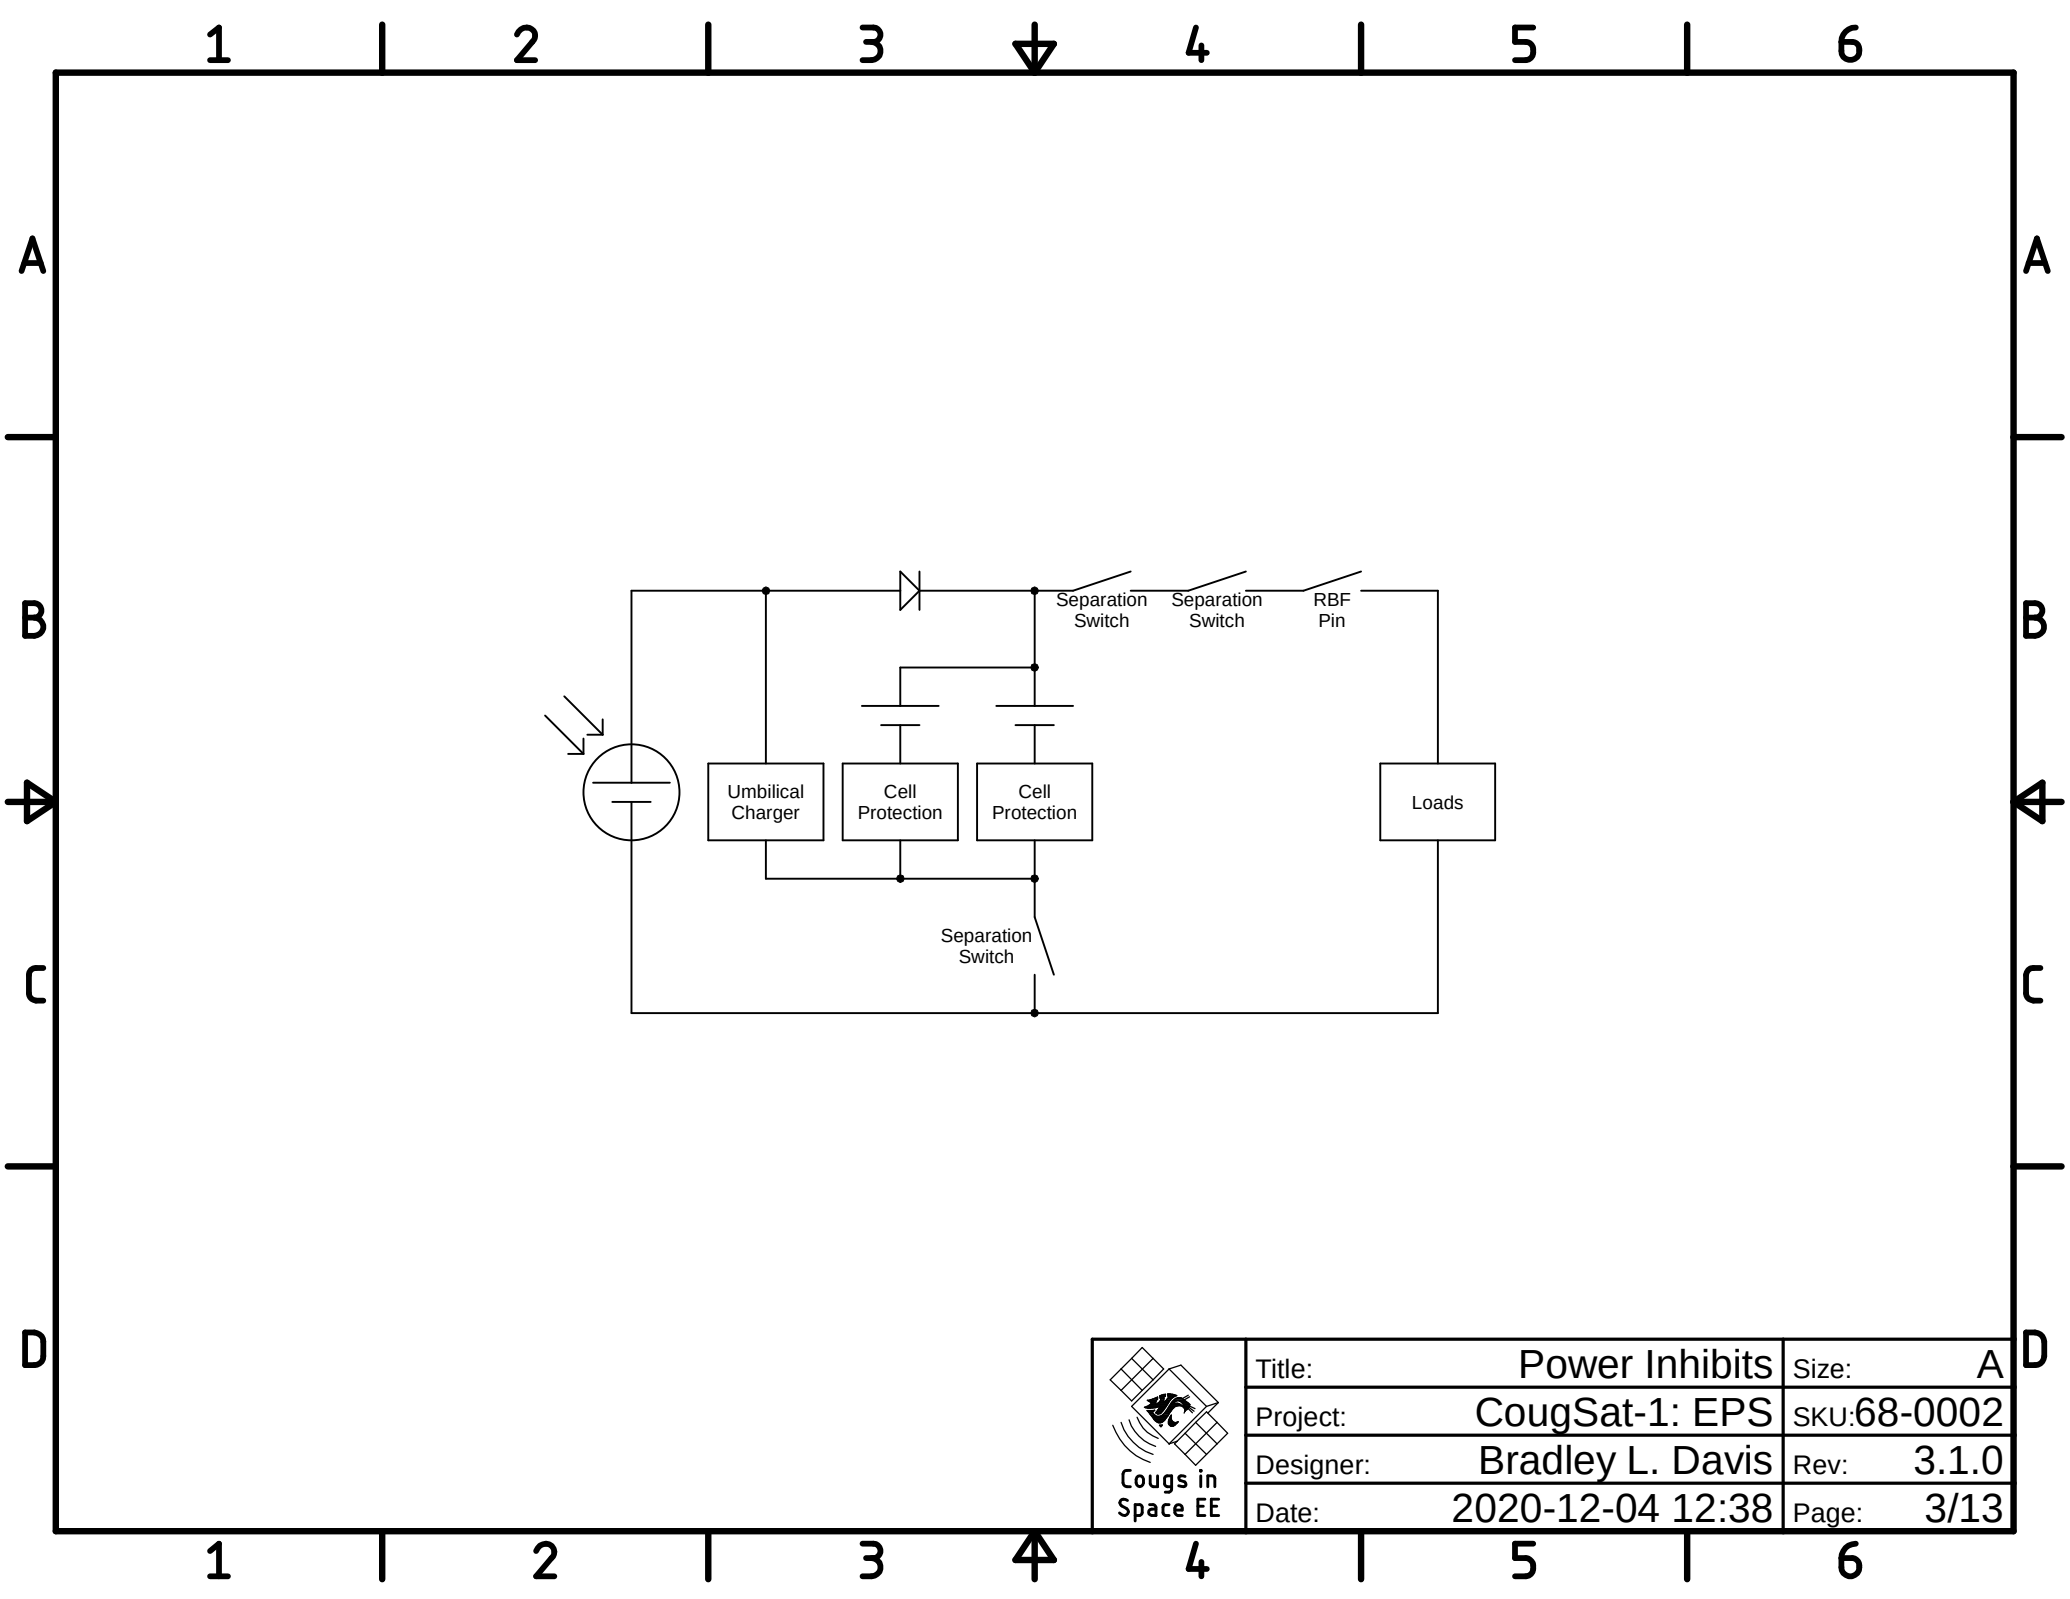 1 2 3 4 5 6
A A
Separation Separation RBF
Switch Switch Pin
B B
Umbilical Cell Cell Loads
Charger Protection Protection
Separation
Switch
C C
D D
Title: Power Inhibits Size: A
Project: CougSat-1: EPS SKU:68-0002
Designer: Bradley L. Davis Rev: 3.1.0
Date: 2020-12-04 12:38 Page: 3/13
Cougs in
Space EE
1 2 3 4 5 6